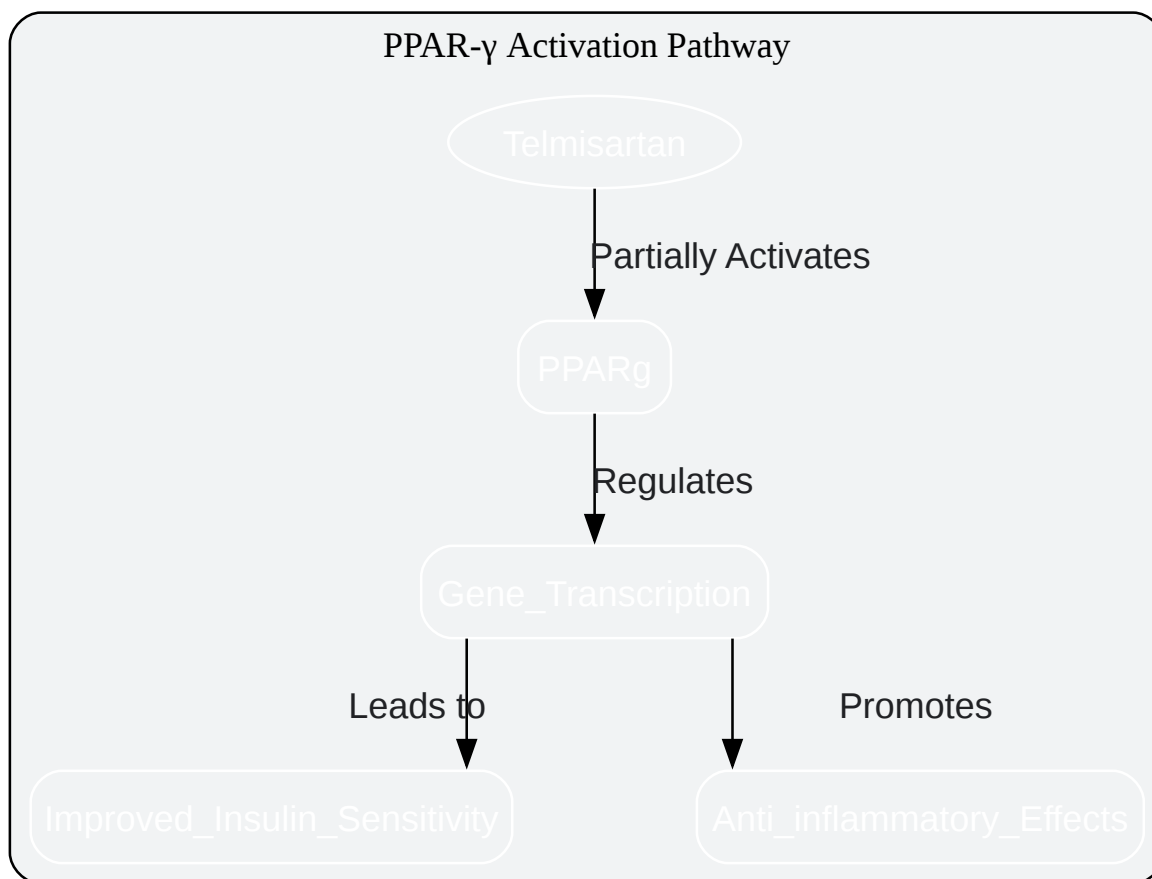 PPAR-γ Activation Pathway
Telmisartan
Partially Activates
PPARg
Regulates
Gene_Transcription
Leads to
Promotes
Improved_Insulin_Sensitivity
Anti_inflammatory_Effects